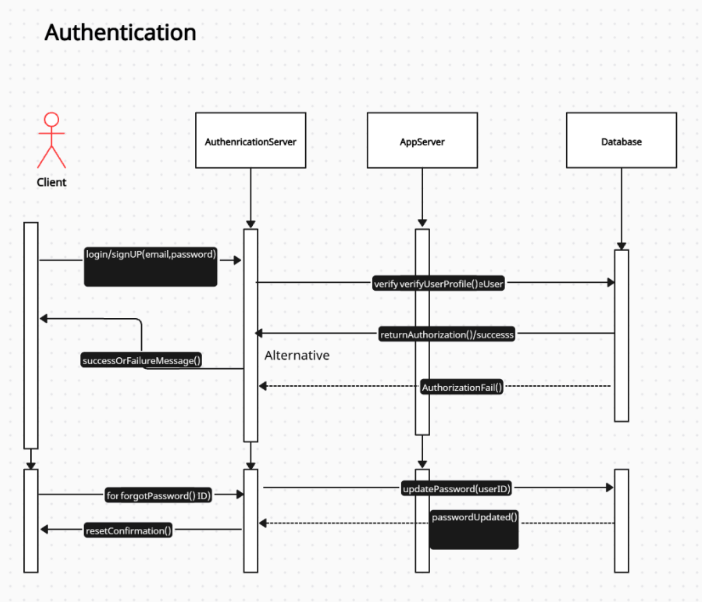 Authentication
AuthenricationServer
AppServer
Database
Client
login/signUP(email,password)
verify verifyUserProfile() eUser
returnAuthorization()/successs
Alternative
successOrFailureMessage()
AuthorizationFail()
for forgotPassword() ID)
updatePassword(userID)
passwordUpdated()
resetConfirmation()